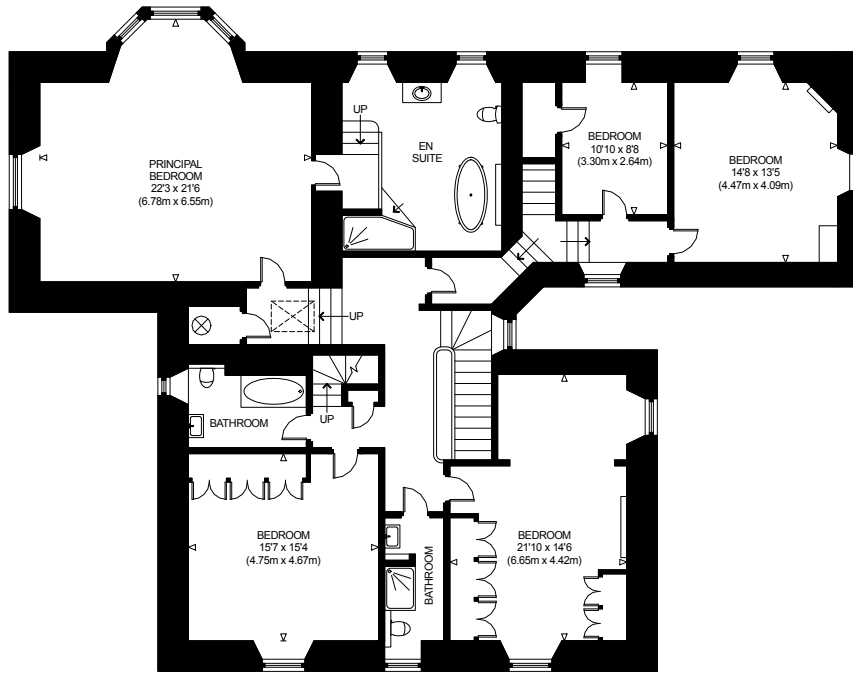 PRINCIPAL
BEDROOM
22'3 x 21'6
(6.78m x 6.55m)
UP
EN
SUITE
BEDROOM
10'10 x 8'8
(3.30m x 2.64m)
BEDROOM
14'8 x 13'5
(4.47m x 4.09m)
UP
UP
BATHROOM
BEDROOM
15'7 x 15'4
(4.75m x 4.67m)
BATHROOM
BEDROOM
21'10 x 14'6
(6.65m x 4.42m)